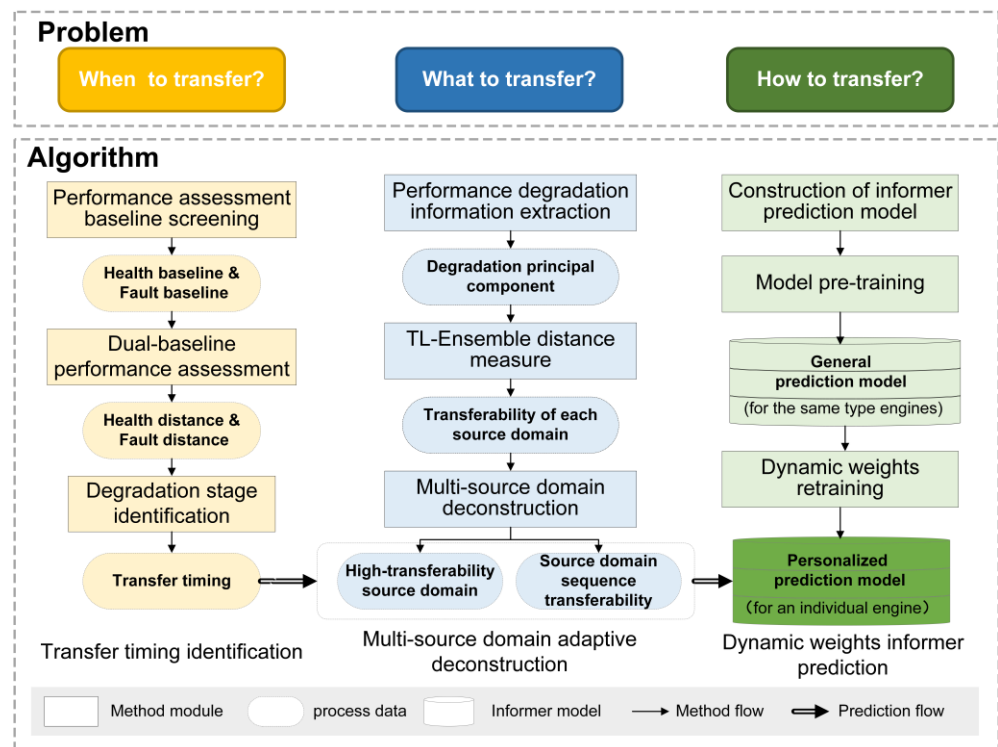 Problem
When to transfer?
What to transfer?
How to transfer?
Algorithm
Performance assessment
baseline screening
Health baseline &
Fault baseline
Dual-baseline
performance assessment
Health distance &
Fault distance
Degradation stage
identification
Transfer timing
Transfer timing identification
Performance degradation
information extraction
Degradation principal
component
TL-Ensemble distance
measure
Transferability of each
source domain
Multi-source domain
deconstruction
High-transferability
source domain
Source domain
sequence
transferability
Multi-source domain adaptive
deconstruction
Construction of informer
prediction model
Model pre-training
General
prediction model
(for the same type engines)
Dynamic weights
retraining
Personalized
prediction model
（for an individual engine）
Dynamic weights informer
prediction
Method module
process data
Informer model
Method flow
Prediction flow